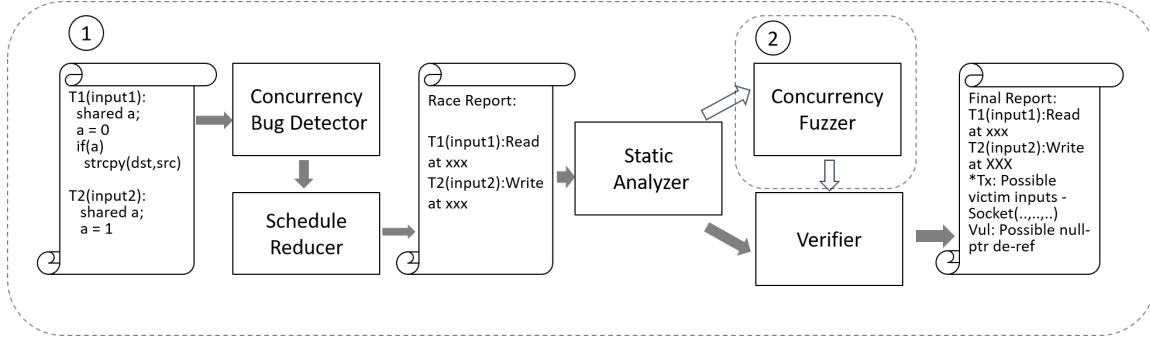 1
T1(input1):
shared a;
a = 0
if(a)
strcpy(dst,src)
T2(input2):
shared a;
a = 1
Concurrency
Bug Detector
Schedule
Reducer
Race Report:
T1(input1):Read
at xxx
T2(input2):Write
at xxx
Static
Analyzer
2
Concurrency
Fuzzer
Verifier
Final Report:
T1(input1):Read
at xxx
T2(input2):Write
at XXX
*Tx: Possible
victim inputs -
Socket(..,..,..)
Vul: Possible null-
ptr de-ref